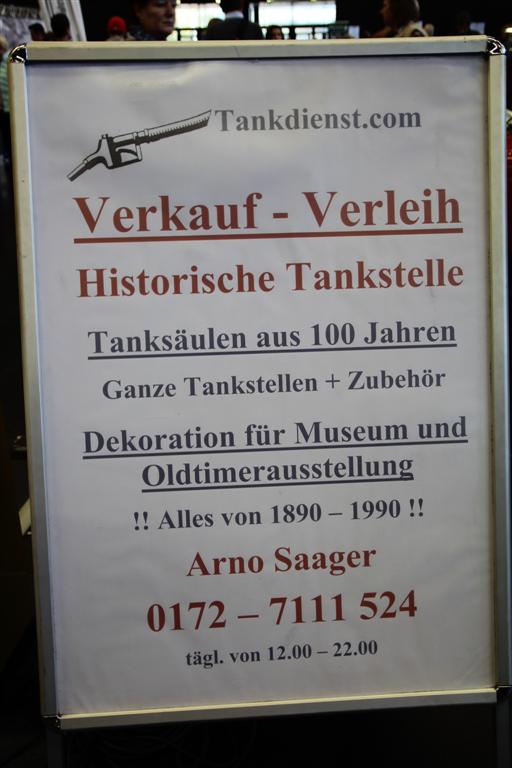 Tankdienst.com
Verkauf - Verleih
Historische Tankstelle
Tanksäulen aus 100 Jahren
Ganze Tankstellen + Zubehör
Dekoration für Museum und
Oldtimerausstellung
!! Alles von 1890 – 1990 !!
Arno Saager
0172 – 7111 524
tägl. von 12.00 – 22.00